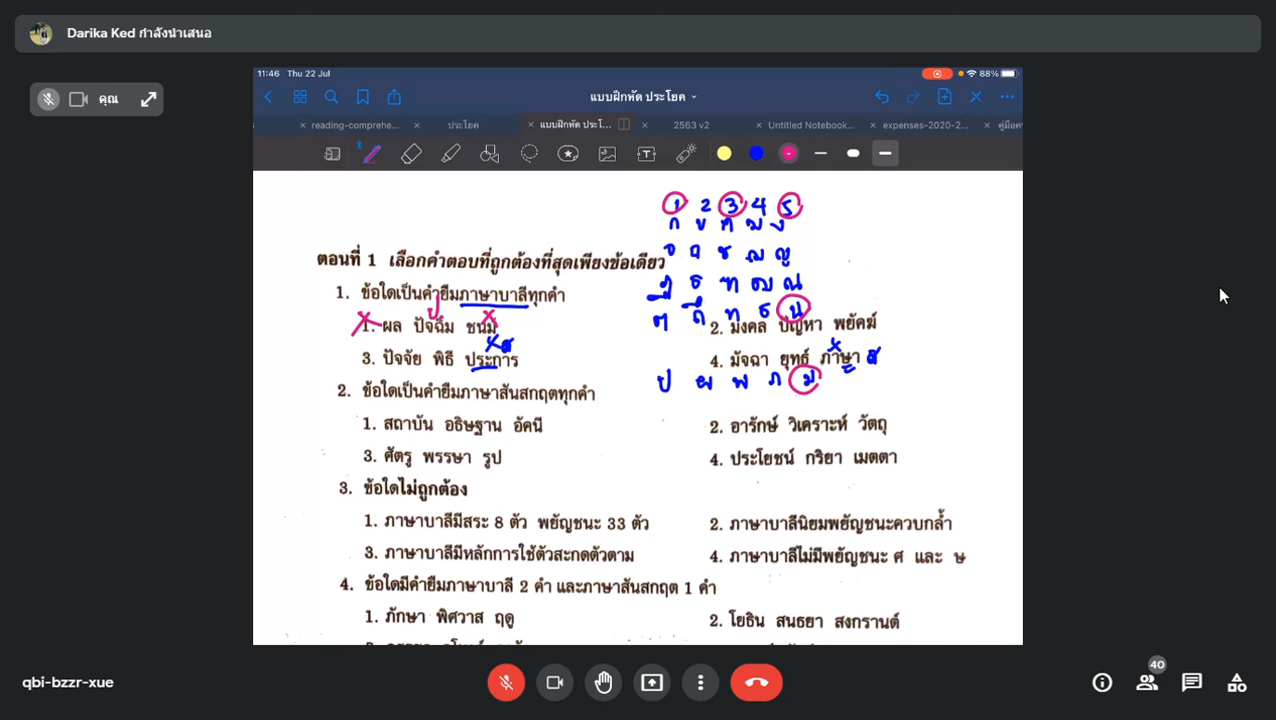 Darika Ked กำลังนำเสนอ
คุณ
11:46 Thu 22 Jul 88%
แบบฝึกหัด ประโยค
reading-comprehe... ประโยค แบบฝึกหัด ประโ... 2563 v2 Untitled Notebook... expenses-2020-2... คู่มือคร
1 2 3 4 5
ก ข ค ฆ ง
จ ฉ ช ฌ ญ
ตอนที่ 1 เลือกคำตอบที่ถูกต้องที่สุดเพียงข้อเดียว
ฏ ฐ ฑ ฒ ณ
1. ข้อใดเป็นคำยืมภาษาบาลีทุกคำ
ป
ต ถ ท ธ น
1. ผล ปัจฉิม ชนม์
2. มงคล ปัญหา พยัคฆ์
ส
3. ปัจจัย พิธี ประการ
4. มัจฉา ยุทธ์ ภาษา ส
ป ผ พ ภ ม
2. ข้อใดเป็นคำยืมภาษาสันสกฤตทุกคำ
1. สถาบัน อธิษฐาน อัคนี
2. อารักษ์ วิเคราะห์ วัตถุ
3. ศัตรู พรรษา รูป
4. ประโยชน์ กริยา เมตตา
3. ข้อใดไม่ถูกต้อง
1. ภาษาบาลีมีสระ 8 ตัว พยัญชนะ 33 ตัว
2. ภาษาบาลีนิยมพยัญชนะควบกล้ำ
3. ภาษาบาลีมีหลักการใช้ตัวสะกดตัวตาม
4. ภาษาบาลีไม่มีพยัญชนะ ศ และ ษ
4. ข้อใดมีคำยืมภาษาบาลี 2 คำ และภาษาสันสกฤต 1 คำ
1. ภักษา พิศวาส ฤดู
2. โยธิน สนธยา สงกรานต์
qbi-bzzr-xue
40